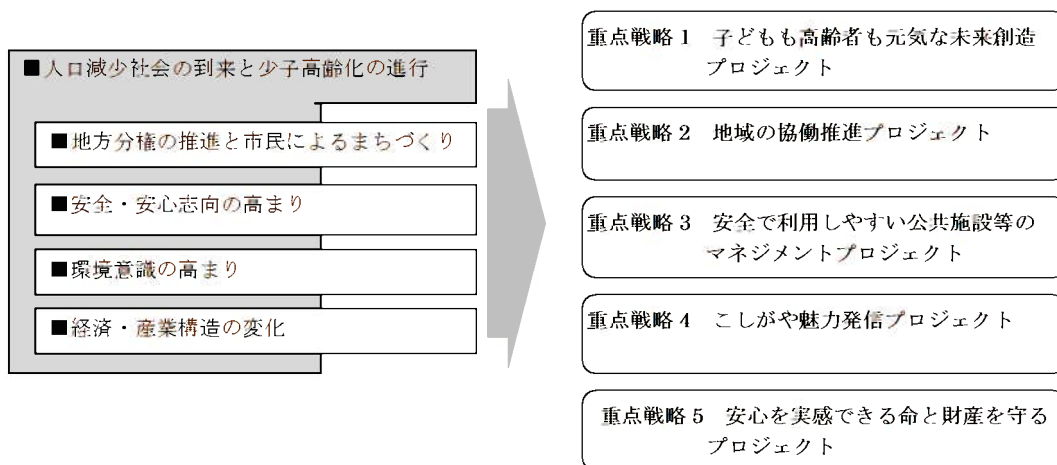 ■人口減少社会の到来と少子高齢化の進行
■地方分権の推進と市民によるまちづくり
■安全・安心志向の高まり
■環境意識の高まり
■経済・産業構造の変化
重点戦略１　子どもも高齢者も元気な未来創造
プロジェクト
重点戦略２　地域の協働推進プロジェクト
重点戦略３　安全で利用しやすい公共施設等の
マネジメントプロジェクト
重点戦略４　こしがや魅力発信プロジェクト
重点戦略５　安心を実感できる命と財産を守る
プロジェクト